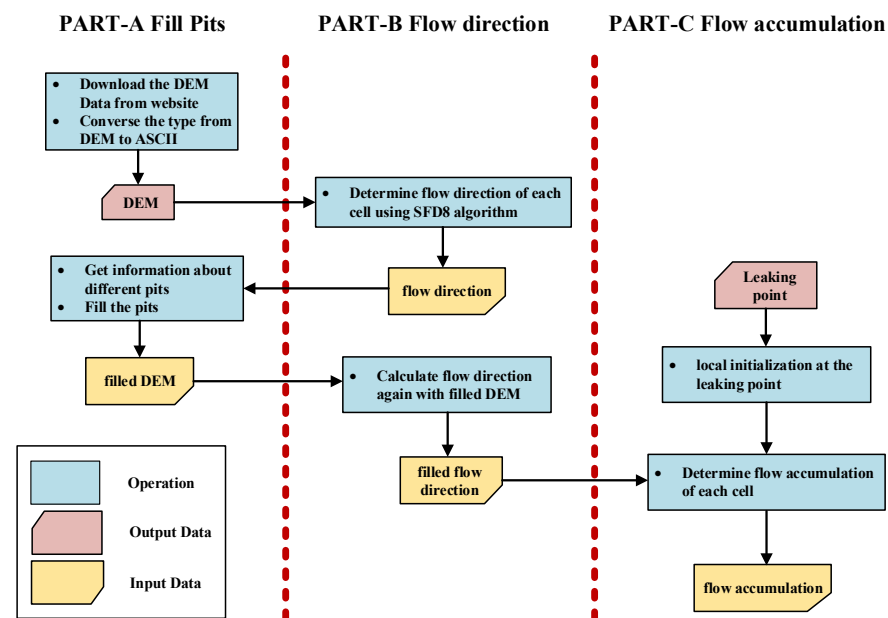 PART-A Fill Pits
PART-B Flow direction
PART-C Flow accumulation
• Download the DEM
Data from website
• Converse the type from
DEM to ASCII
DEM
• Determine flow direction of each
cell using SFD8 algorithm
• Get information about
different pits
• Fill the pits
flow direction
Leaking
point
filled DEM
• Calculate flow direction
again with filled DEM
• local initialization at the
leaking point
filled flow
direction
• Determine flow accumulation
of each cell
flow accumulation
Operation
Output Data
Input Data